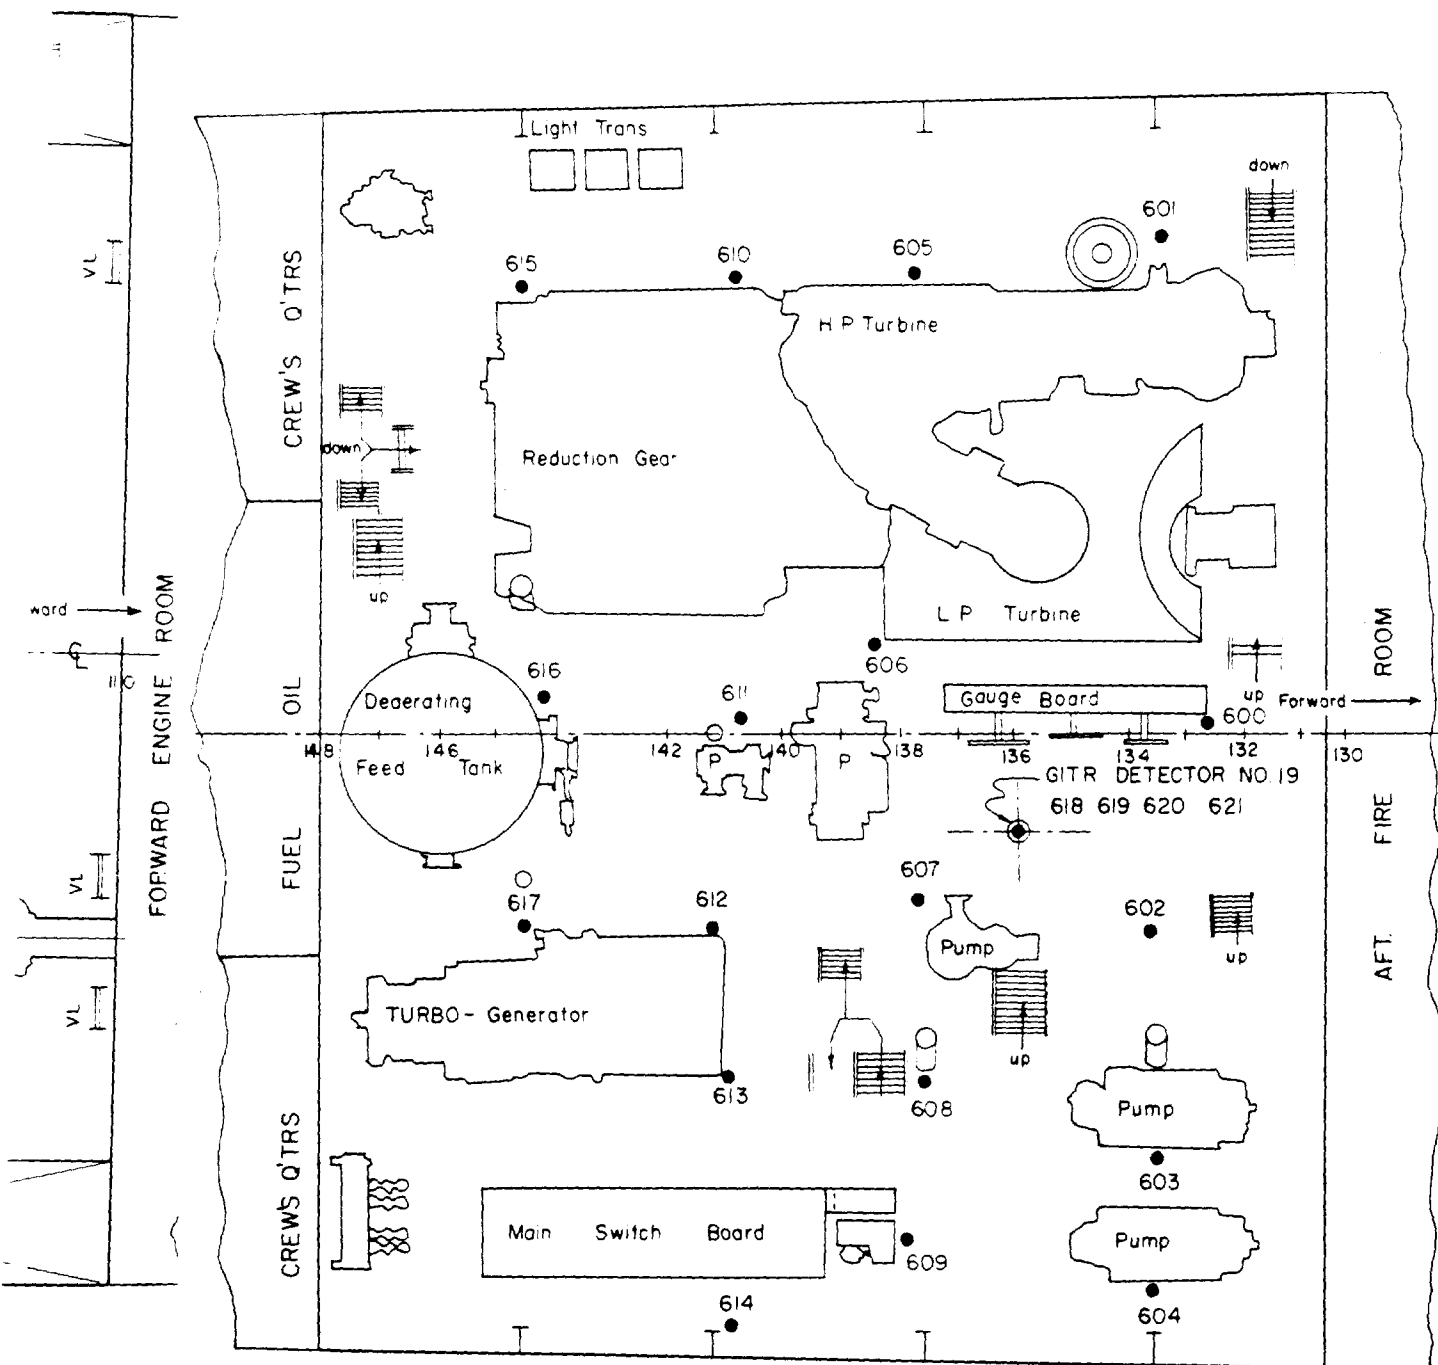 Light Trans
down
601
605
610
615
VL
CREW'S Q'TRS
H P Turbine
down
Reduction Gear
up
ward
FORWARD ENGINE ROOM
L P Turbine
ROOM
606
616
OIL
Deaerating
611
Gauge Board
up
Forward
600
110
148
146
142
140
138
136
134
132
130
Feed Tank
P
P
GITR DETECTOR NO. 19
618 619 620 621
FIRE
FUEL
VL
607
617
612
602
Pump
up
AFT.
VL
TURBO - Generator
up
613
608
Pump
CREW'S Q'TRS
603
Main Switch Board
Pump
609
614
604